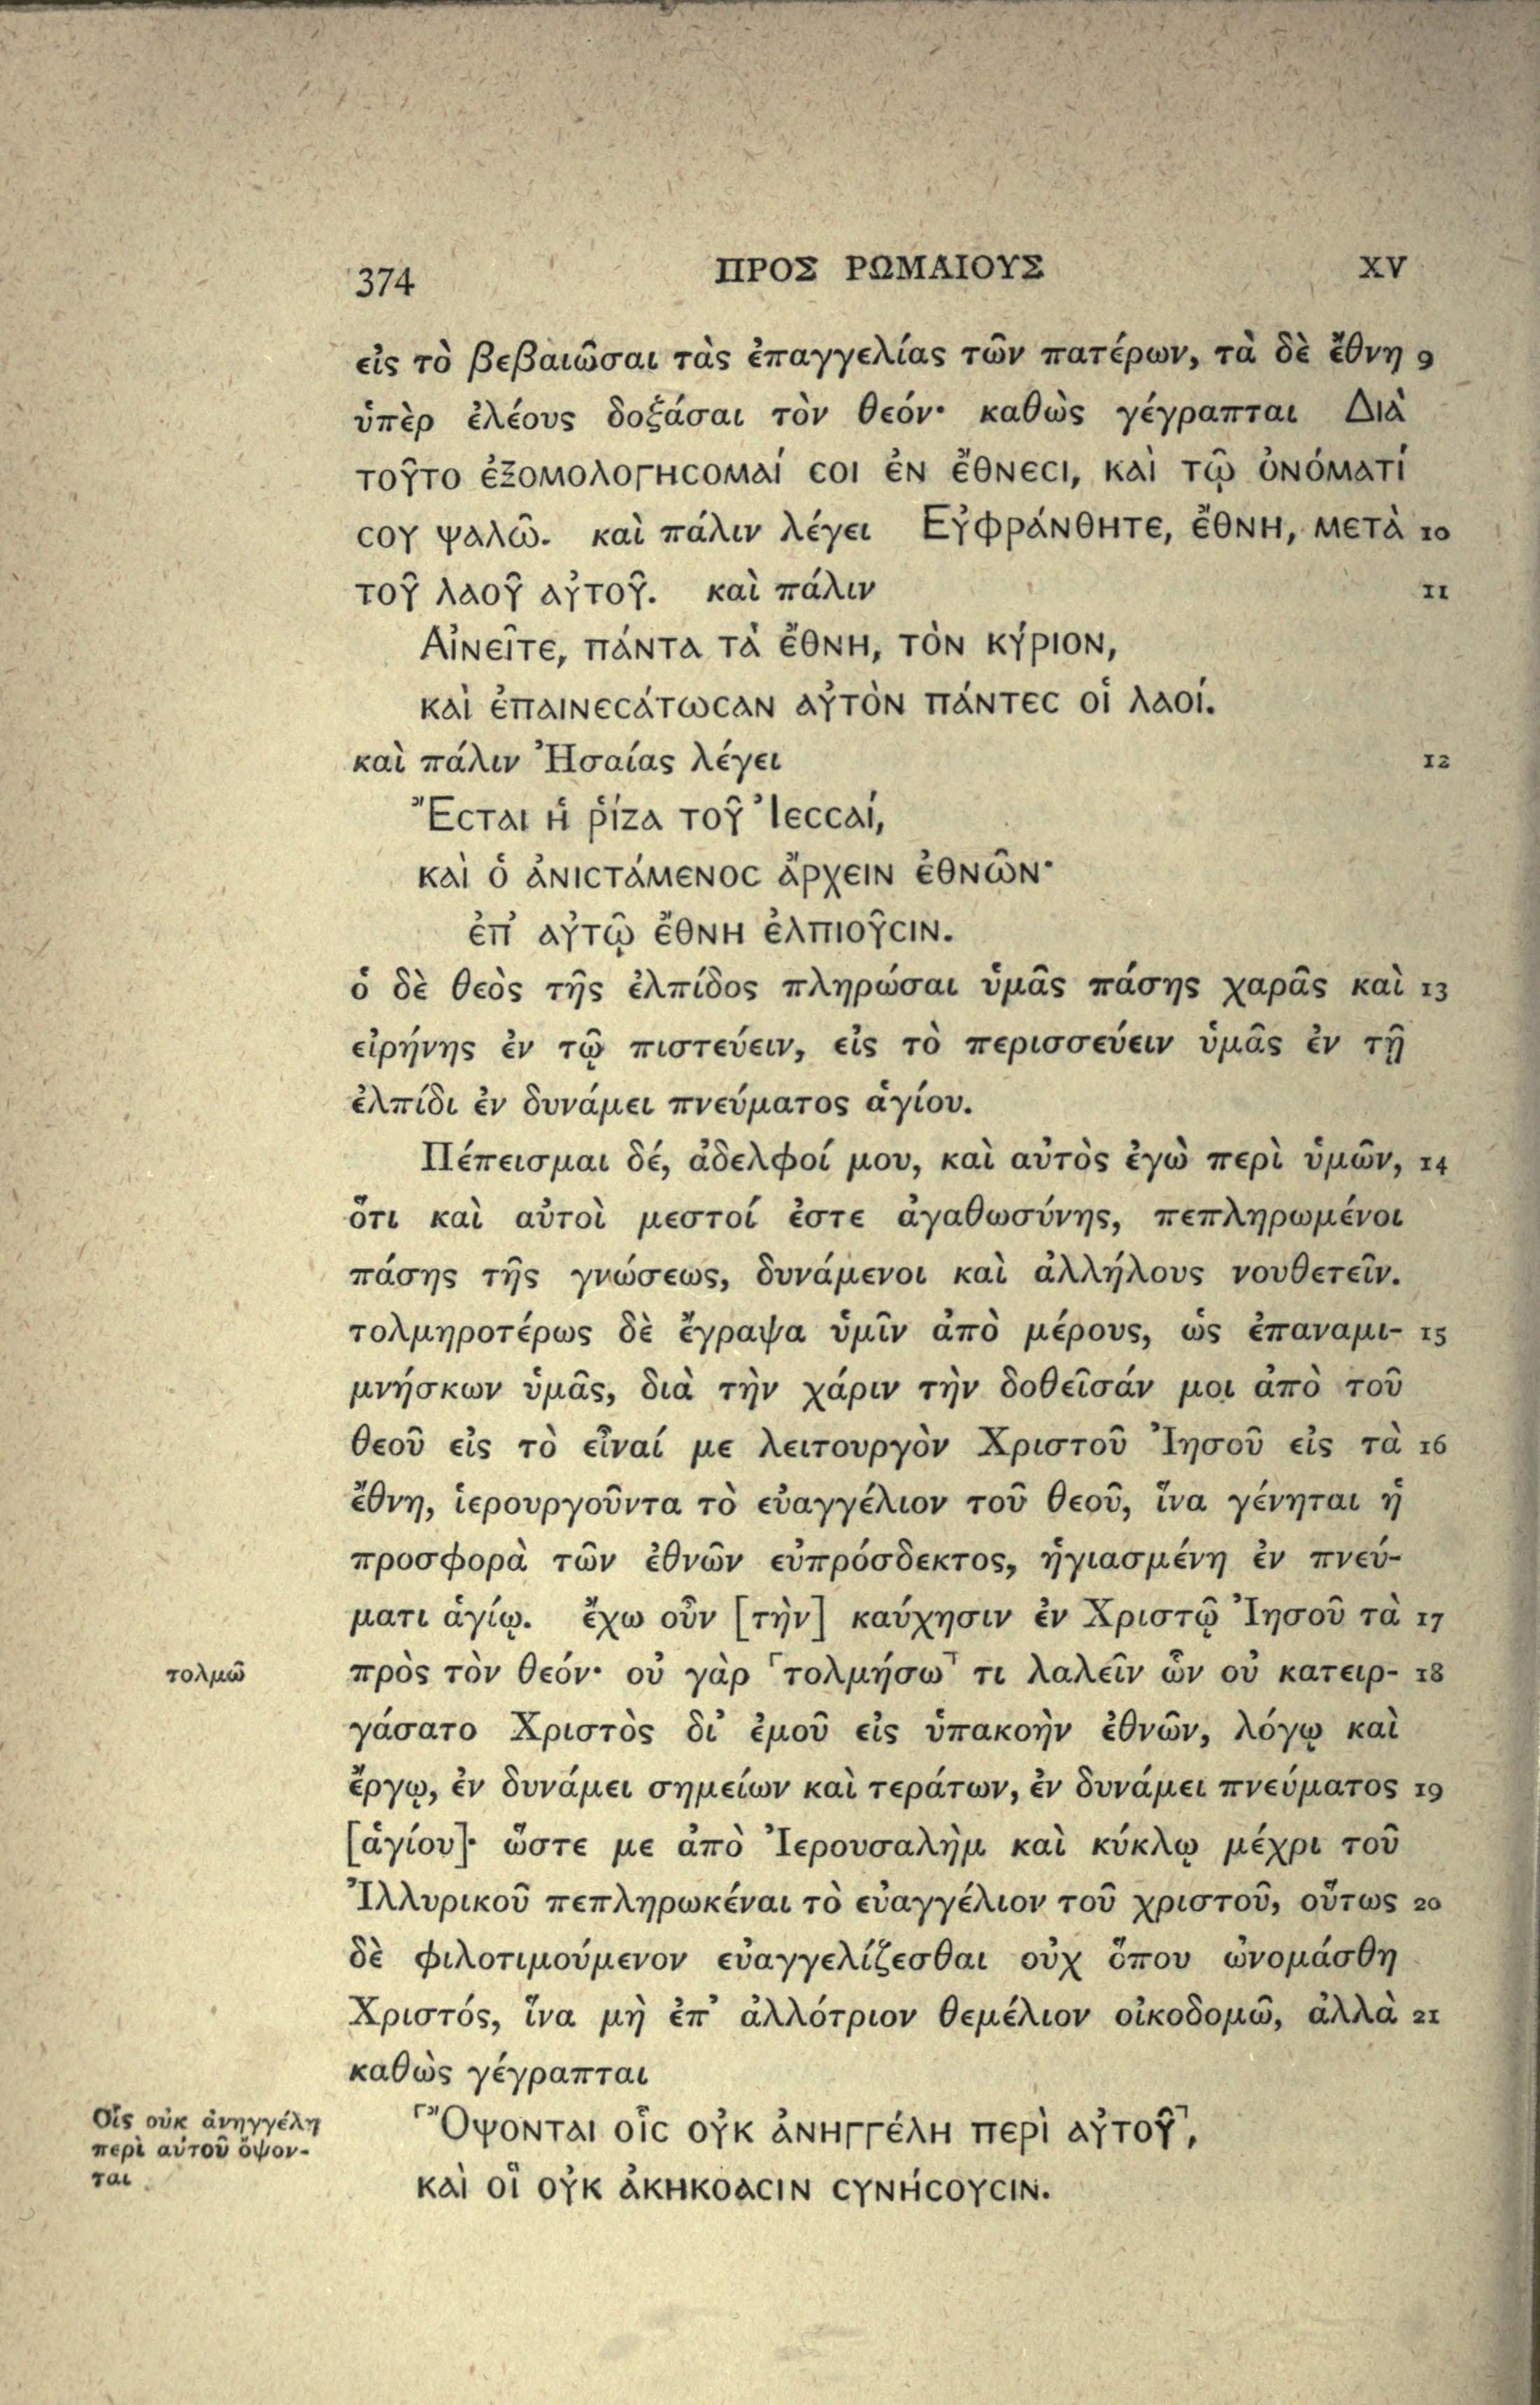 374 ΠΡΟΣ ΡΩΜΑΙΟΥΣ XV
εἰς τὸ βεβαιῶσαι τὰς ἐπαγγελίας τῶν πατέρων, τὰ δὲ ἔθνη 9
ὑπὲρ ἐλέους δοξάσαι τὸν θεόν· καθὼς γέγραπται Διὰ
τοῦτο ἐξομολογήσομαί σοι ἐν ἔθνεσι, καὶ τῷ ὀνόματί
σου ψαλῶ. καὶ πάλιν λέγει Εὐφράνθητε, ἔθνη, μετὰ 10
τοῦ λαοῦ αὐτοῦ. καὶ πάλιν 11
Αἰνεῖτε, πάντα τὰ ἔθνη, τὸν κύριον,
καὶ ἐπαινεσάτωσαν αὐτὸν πάντες οἱ λαοί.
καὶ πάλιν Ἠσαίας λέγει 12
Ἔσται ἡ ῥίζα τοῦ Ἰεσσαί,
καὶ ὁ ἀνιστάμενος ἄρχειν ἐθνῶν·
ἐπ' αὐτῷ ἔθνη ἐλπιοῦσιν.
ὁ δὲ θεὸς τῆς ἐλπίδος πληρώσαι ὑμᾶς πάσης χαρᾶς καὶ 13
εἰρήνης ἐν τῷ πιστεύειν, εἰς τὸ περισσεύειν ὑμᾶς ἐν τῇ
ἐλπίδι ἐν δυνάμει πνεύματος ἁγίου.
Πέπεισμαι δέ, ἀδελφοί μου, καὶ αὐτὸς ἐγὼ περὶ ὑμῶν, 14
ὅτι καὶ αὐτοὶ μεστοί ἐστε ἀγαθωσύνης, πεπληρωμένοι
πάσης τῆς γνώσεως, δυνάμενοι καὶ ἀλλήλους νουθετεῖν.
τολμηροτέρως δὲ ἔγραψα ὑμῖν ἀπὸ μέρους, ὡς ἐπαναμι- 15
μνήσκων ὑμᾶς, διὰ τὴν χάριν τὴν δοθεῖσάν μοι ἀπὸ τοῦ
θεοῦ εἰς τὸ εἶναί με λειτουργὸν Χριστοῦ Ἰησοῦ εἰς τὰ 16
ἔθνη, ἱερουργοῦντα τὸ εὐαγγέλιον τοῦ θεοῦ, ἵνα γένηται ἡ
προσφορὰ τῶν ἐθνῶν εὐπρόσδεκτος, ἡγιασμένη ἐν πνεύ-
ματι ἁγίῳ. ἔχω οὖν [τὴν] καύχησιν ἐν Χριστῷ Ἰησοῦ τὰ 17
τολμῶ πρὸς τὸν θεόν· οὐ γὰρ ⸢τολμήσω⸣ τι λαλεῖν ὧν οὐ κατειρ- 18
γάσατο Χριστὸς δι' ἐμοῦ εἰς ὑπακοὴν ἐθνῶν, λόγῳ καὶ
ἔργῳ, ἐν δυνάμει σημείων καὶ τεράτων, ἐν δυνάμει πνεύματος 19
[ἁγίου]· ὥστε με ἀπὸ Ἰερουσαλὴμ καὶ κύκλῳ μέχρι τοῦ
Ἰλλυρικοῦ πεπληρωκέναι τὸ εὐαγγέλιον τοῦ χριστοῦ, οὕτως 20
δὲ φιλοτιμούμενον εὐαγγελίζεσθαι οὐχ ὅπου ὠνομάσθη
Χριστός, ἵνα μὴ ἐπ' ἀλλότριον θεμέλιον οἰκοδομῶ, ἀλλὰ 21
καθὼς γέγραπται
⸢Ὄψονται οἷς οὐκ ἀνηγγέλη περὶ αὐτοῦ⸣,
καὶ οἳ οὐκ ἀκηκόασιν συνήσουσιν.
Οἷς οὐκ ἀνηγγέλη
περὶ αὐτοῦ ὄψον-
ται